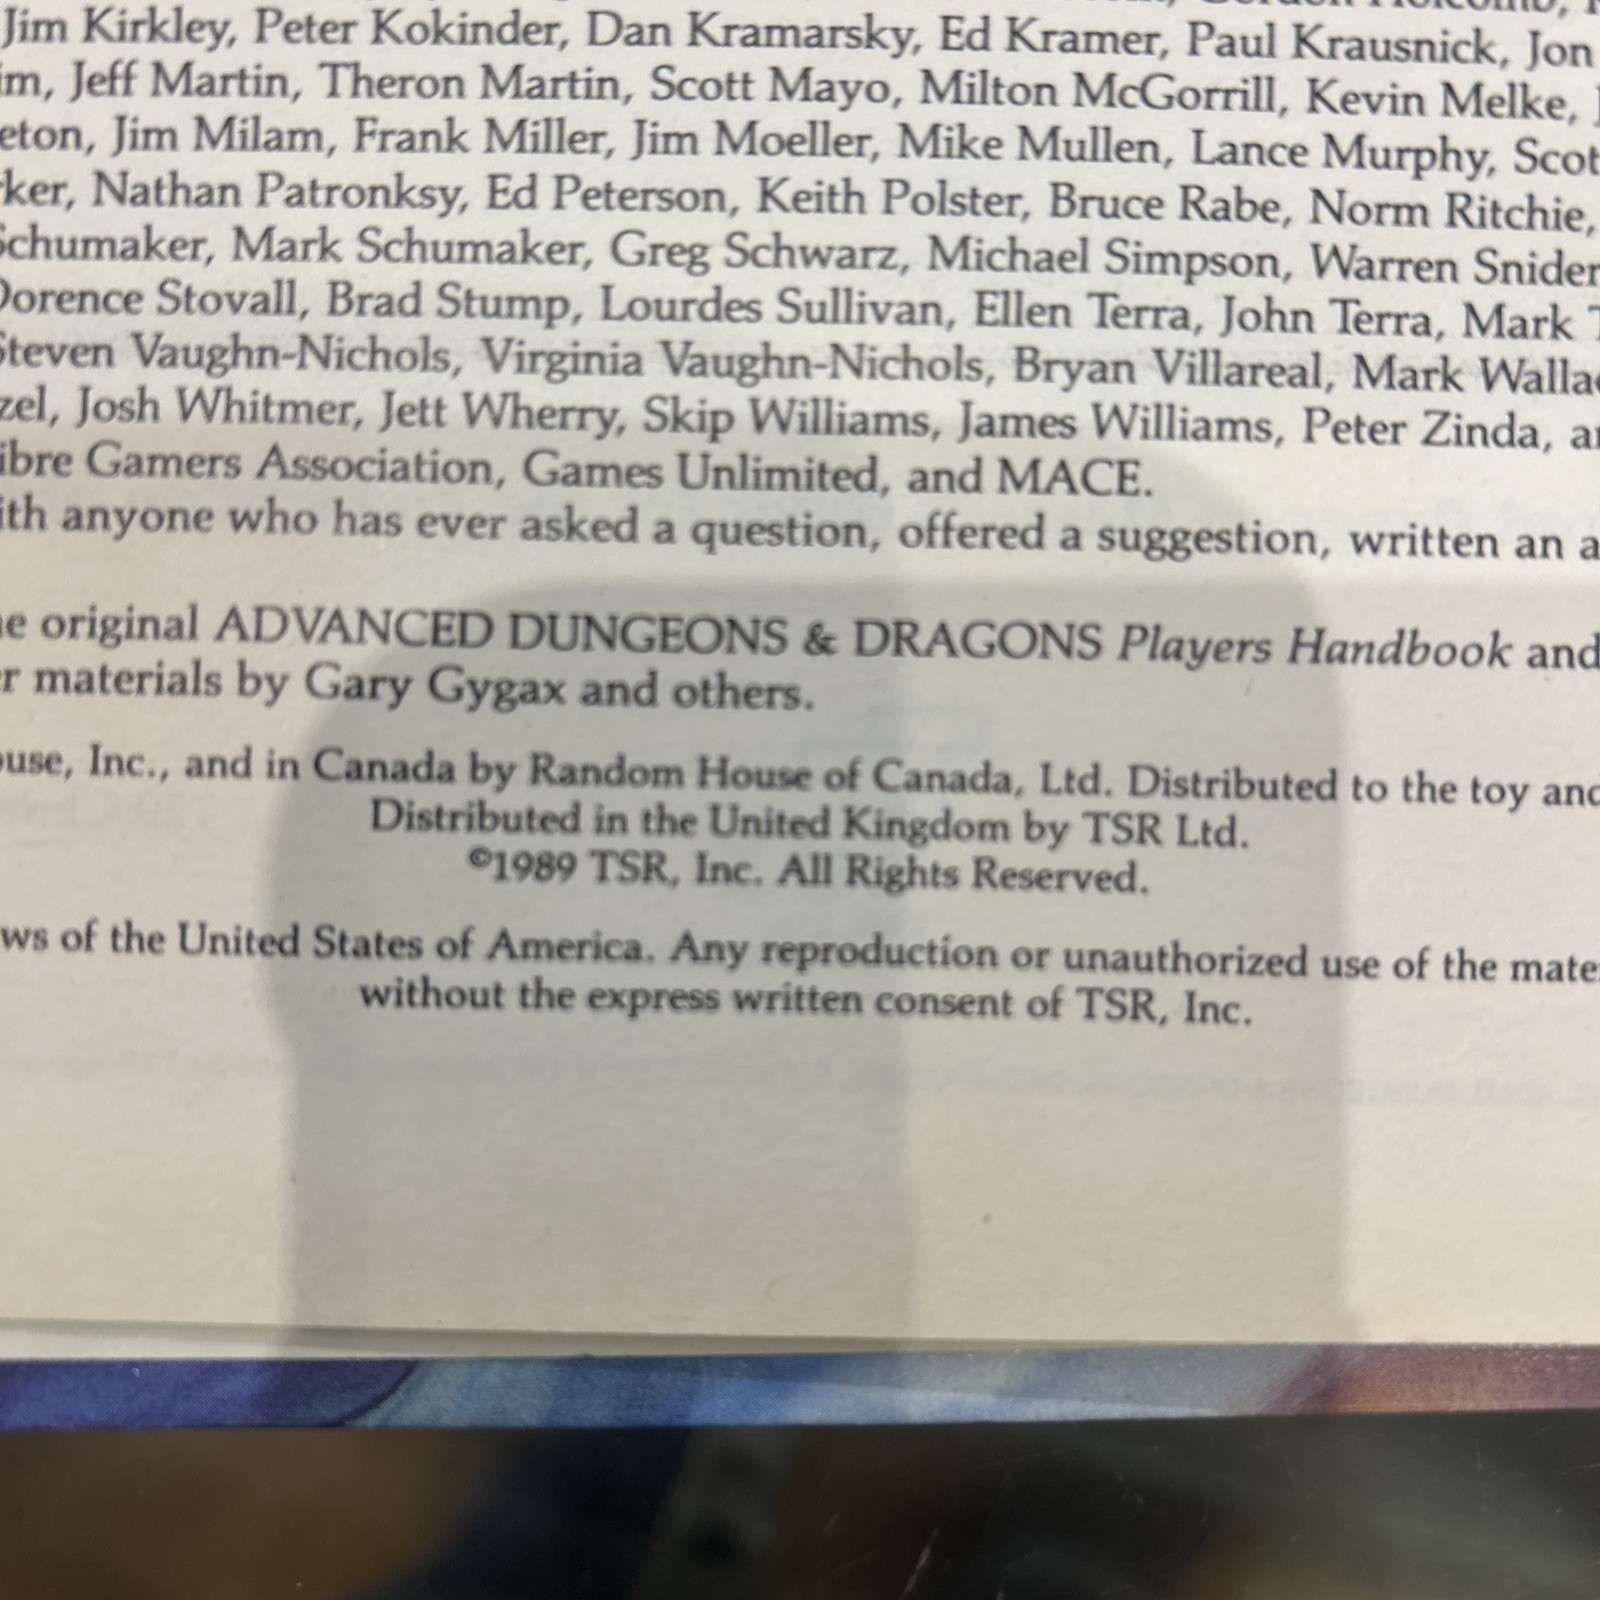 Jim Kirkley, Peter Kokinder, Dan Kramarsky, Ed Kramer, Paul Krausnick, Jon
im, Jeff Martin, Theron Martin, Scott Mayo, Milton McGorrill, Kevin Melke,
eton, Jim Milam, Frank Miller, Jim Moeller, Mike Mullen, Lance Murphy, Scot
rker, Nathan Patronksy, Ed Peterson, Keith Polster, Bruce Rabe, Norm Ritchie,
Schumaker, Mark Schumaker, Greg Schwarz, Michael Simpson, Warren Snider
Dorence Stovall, Brad Stump, Lourdes Sullivan, Ellen Terra, John Terra, Mark T
Steven Vaughn-Nichols, Virginia Vaughn-Nichols, Bryan Villareal, Mark Wallac
zel, Josh Whitmer, Jett Wherry, Skip Williams, James Williams, Peter Zinda, an
ibre Gamers Association, Games Unlimited, and MACE.
ith anyone who has ever asked a question, offered a suggestion, written an a
he original ADVANCED DUNGEONS & DRAGONS Players Handbook and
r materials by Gary Gygax and others.
ouse, Inc., and in Canada by Random House of Canada, Ltd. Distributed to the toy and
Distributed in the United Kingdom by TSR Ltd.
©1989 TSR, Inc. All Rights Reserved.
ws of the United States of America. Any reproduction or unauthorized use of the mate
without the express written consent of TSR, Inc.